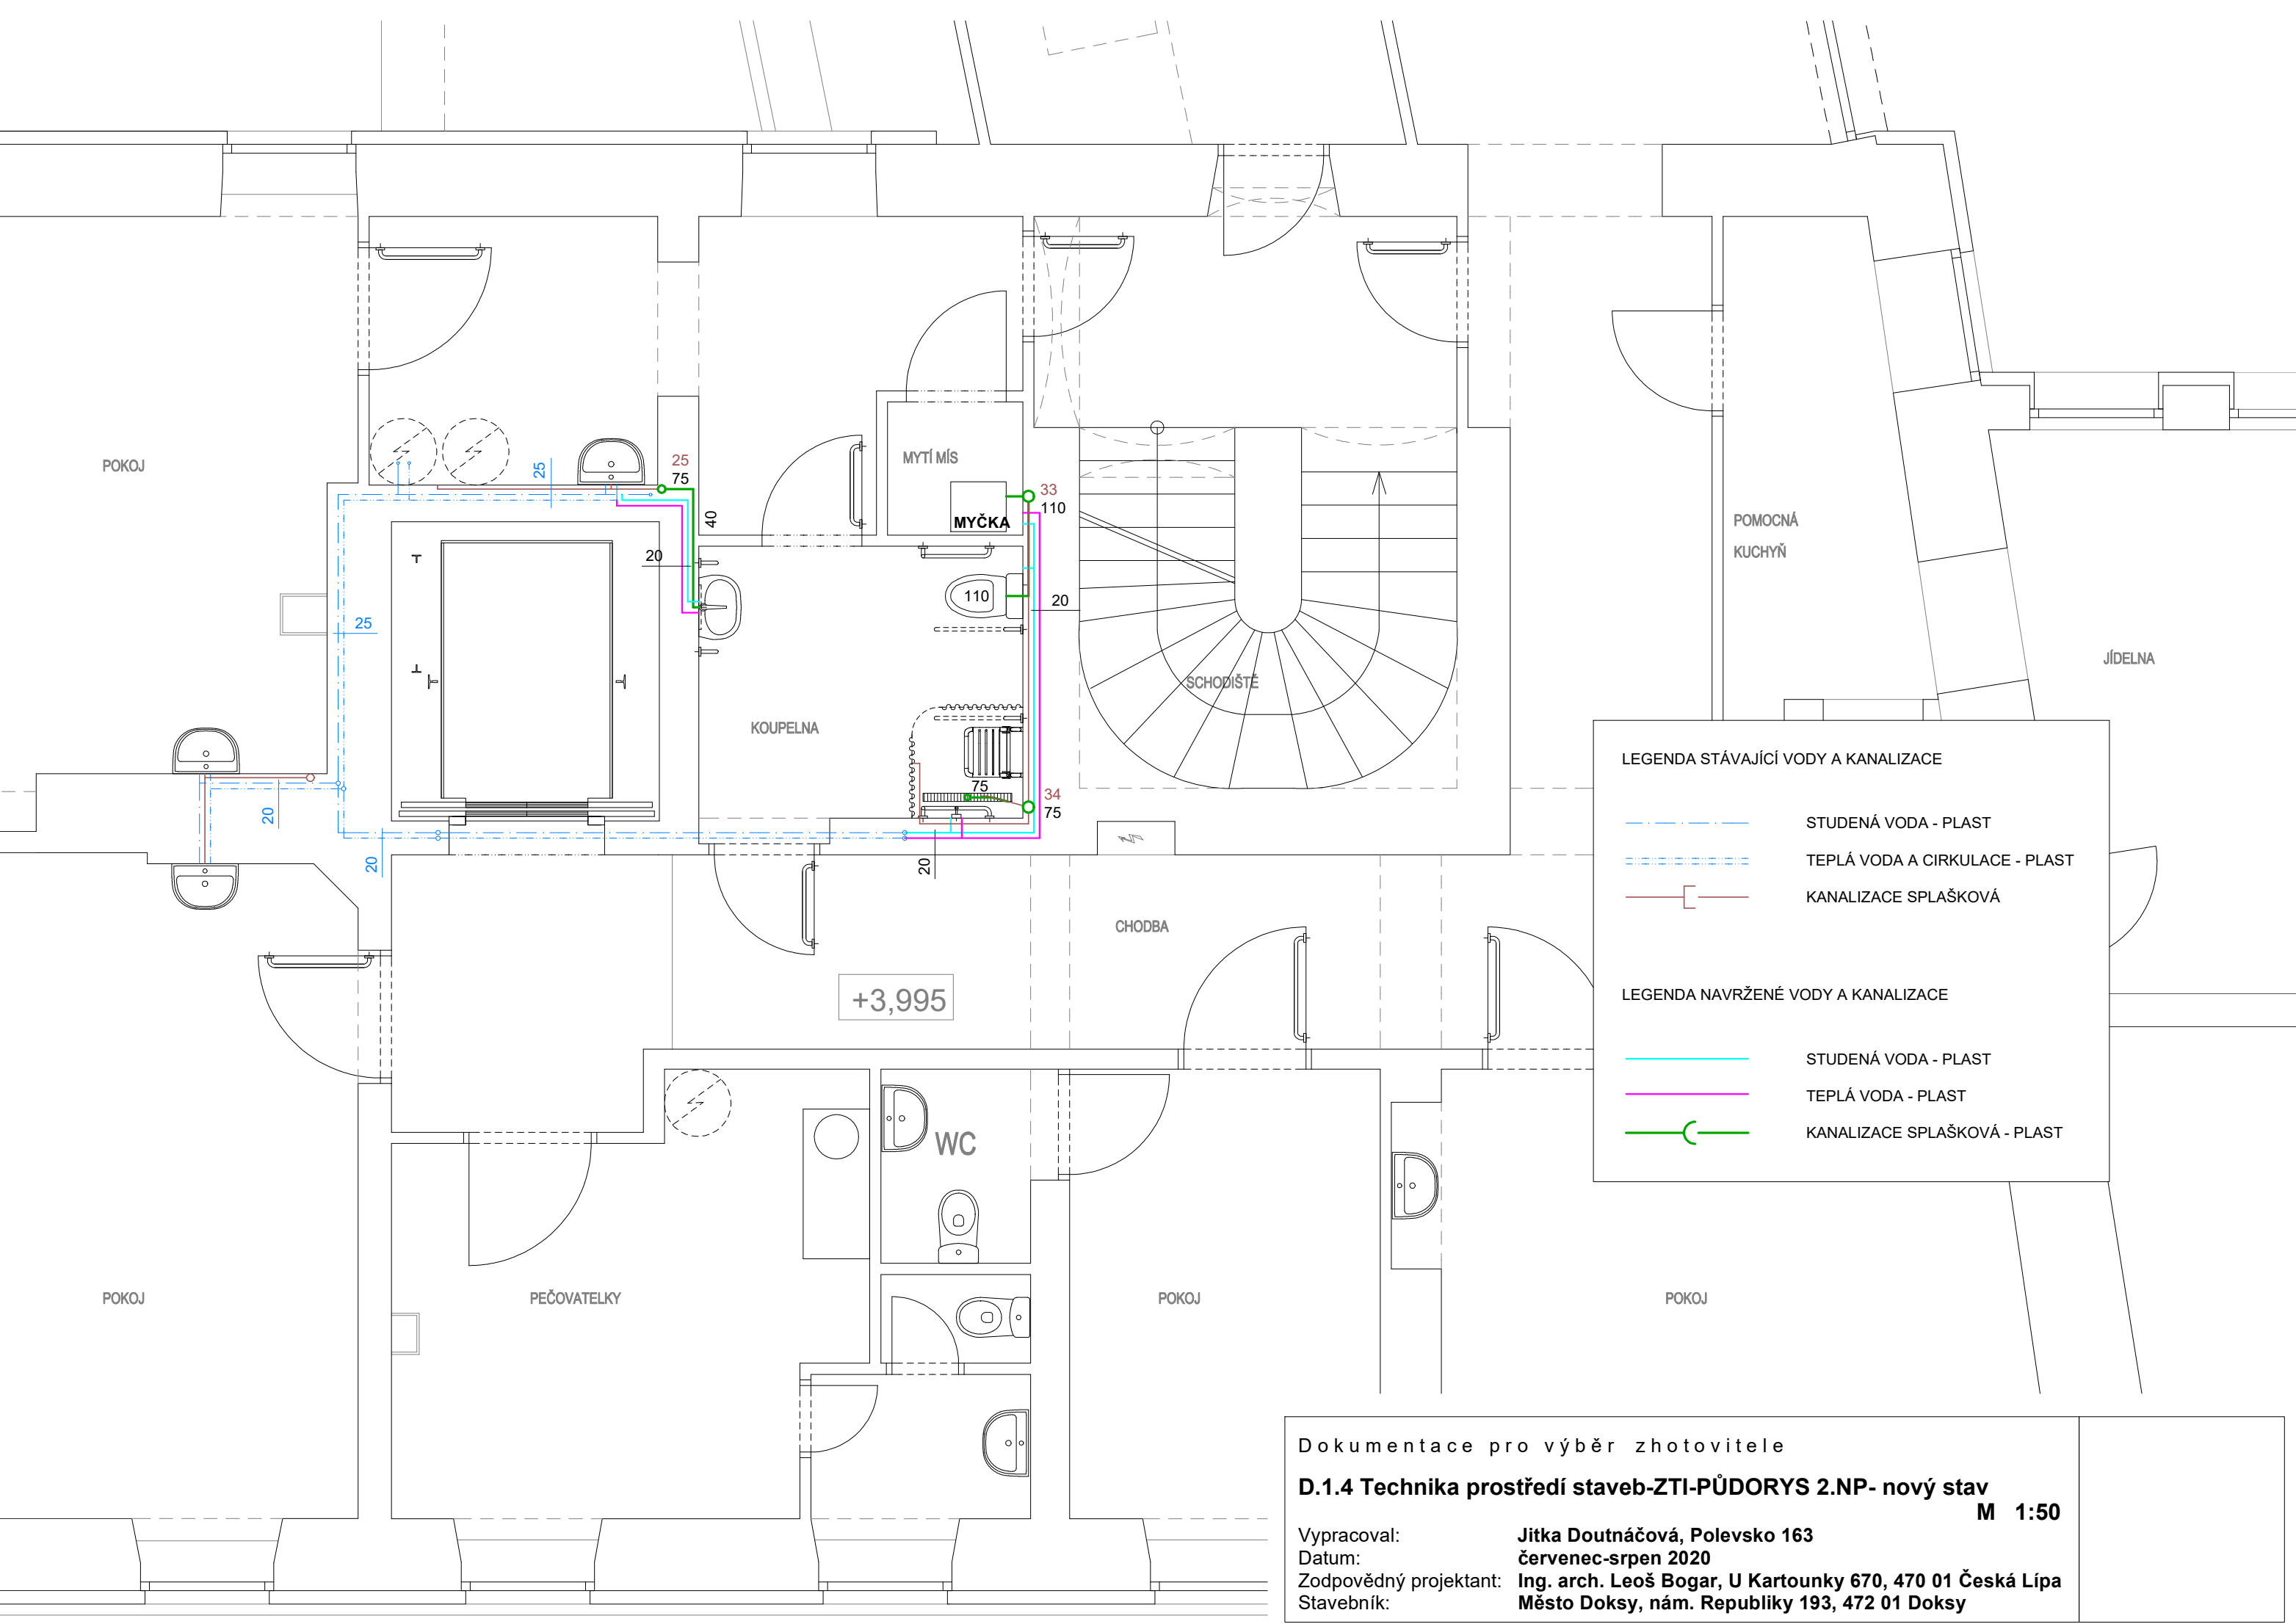 POKOJ
25
25
75
40
MYTÍ MÍS
MYČKA
33
110
POMOCNÁ
KUCHYŇ
20
110
20
25
JÍDELNA
SCHODIŠTĚ
KOUPELNA
75
34
75
20
20
20
CHODBA
+3,995
WC
POKOJ
PEČOVATELKY
POKOJ
POKOJ
LEGENDA STÁVAJÍCÍ VODY A KANALIZACE
STUDENÁ VODA - PLAST
TEPLÁ VODA A CIRKULACE - PLAST
KANALIZACE SPLAŠKOVÁ
LEGENDA NAVRŽENÉ VODY A KANALIZACE
STUDENÁ VODA - PLAST
TEPLÁ VODA - PLAST
KANALIZACE SPLAŠKOVÁ - PLAST
Dokumentace pro výběr zhotovitele
D.1.4 Technika prostředí staveb-ZTI-PŮDORYS 2.NP- nový stav
M 1:50
Vypracoval: Jitka Doutnáčová, Polevsko 163
Datum: červenec-srpen 2020
Zodpovědný projektant: Ing. arch. Leoš Bogar, U Kartounky 670, 470 01 Česká Lípa
Stavebník: Město Doksy, nám. Republiky 193, 472 01 Doksy